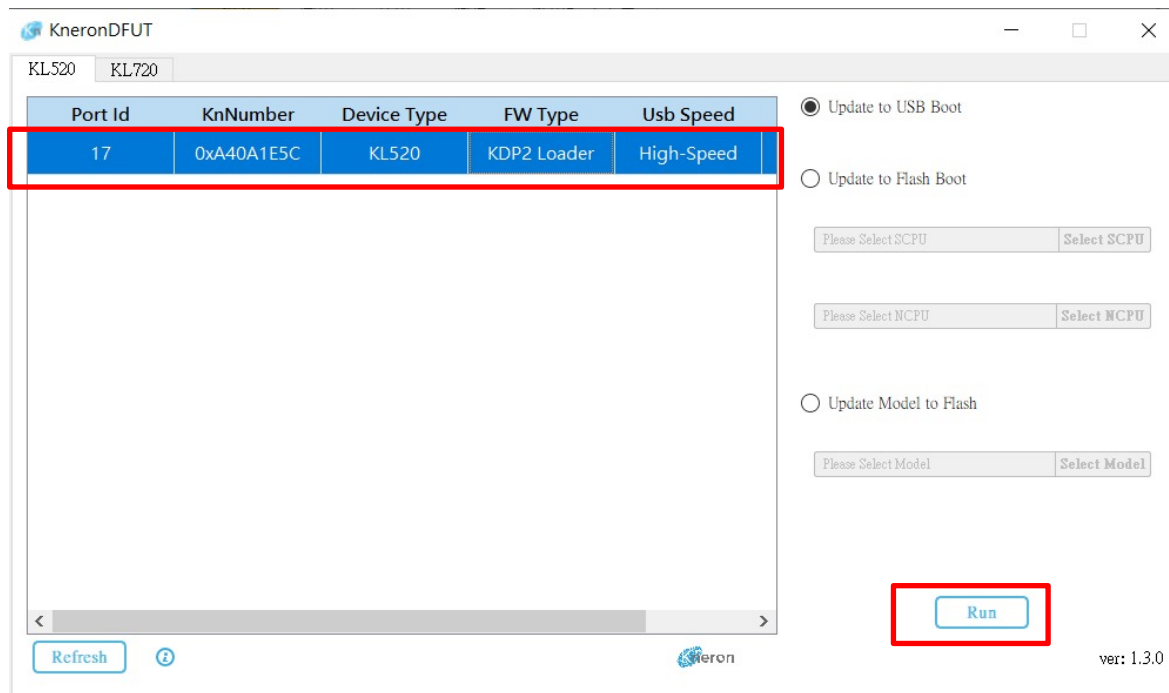 KneronDFUT
KL520 KL720
Port Id KnNumber Device Type FW Type Usb Speed
17 0xA40A1E5C KL520 KDP2 Loader High-Speed
Update to USB Boot
Update to Flash Boot
Please Select SCPU Select SCPU
Please Select NCPU Select NCPU
Update Model to Flash
Please Select Model Select Model
Run
Refresh
Kneron
ver: 1.3.0